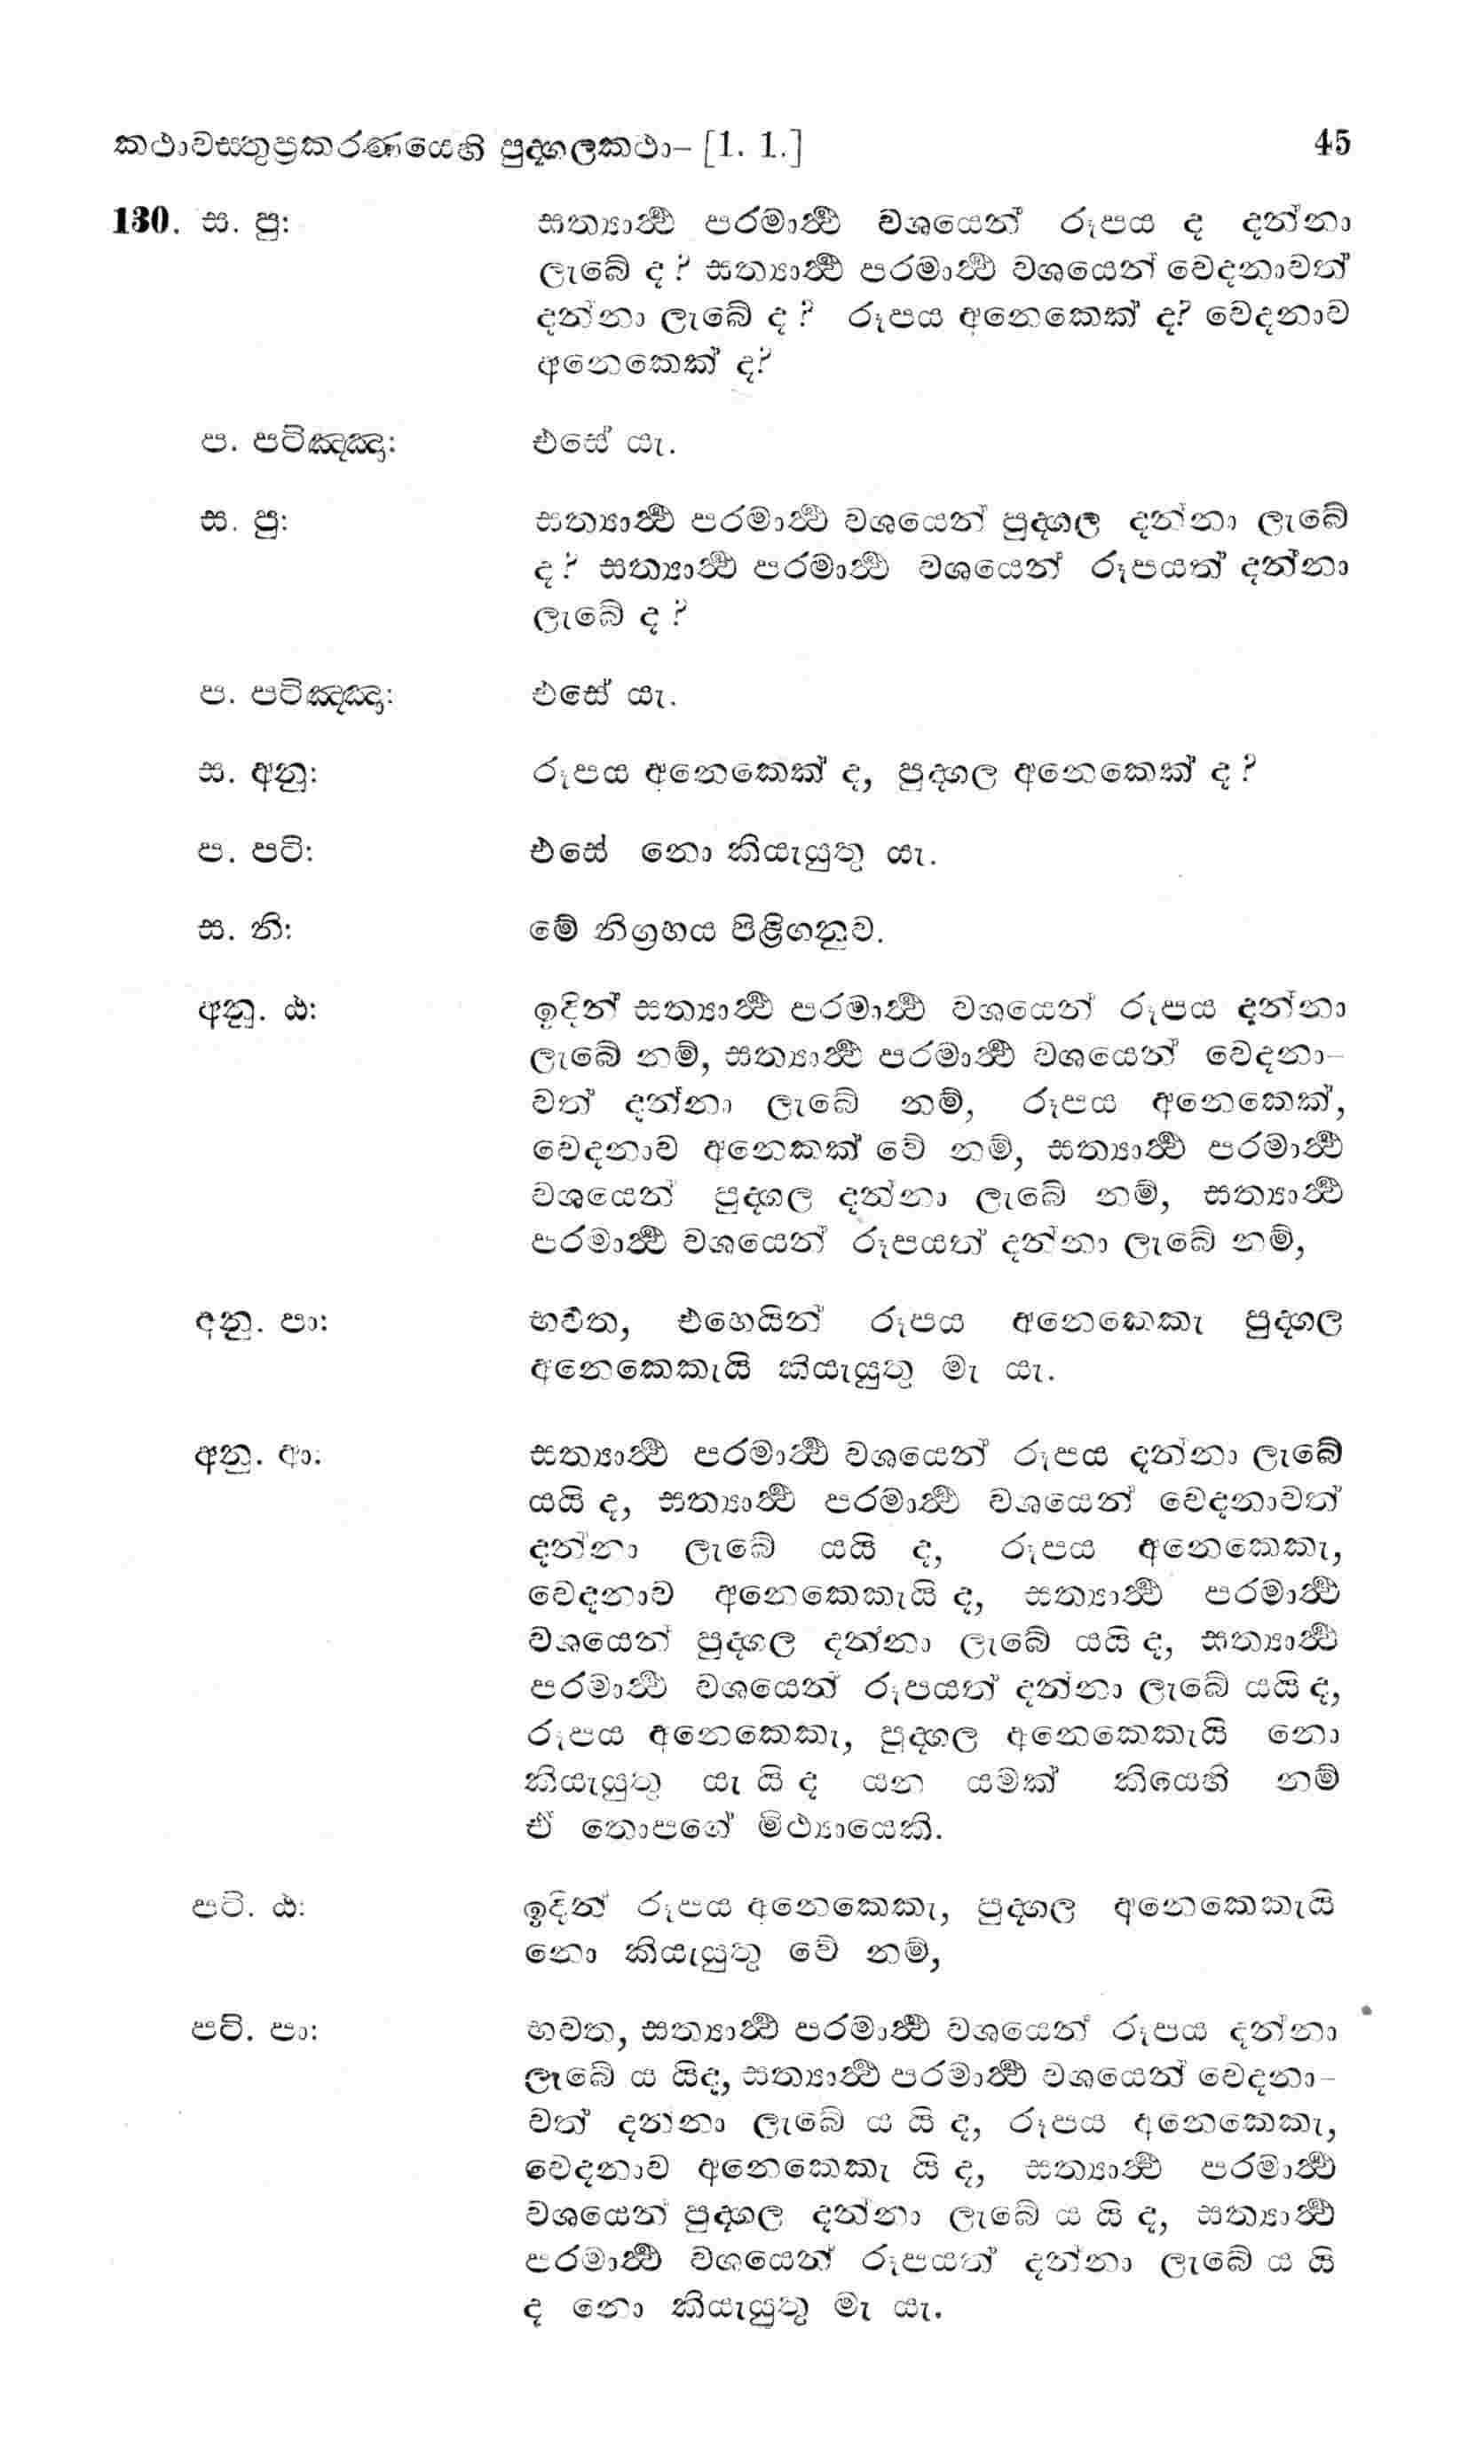 කථාවස්තුප්‍රකරණයෙහි පුද්ගලකථා– [1. 1.] 45
130. ස. පු: සත්‍යාර්‍ත්‍ථ පරමාර්‍ත්‍ථ වශයෙන් රූපය ද දන්නා
ලැබේ ද? සත්‍යාර්‍ත්‍ථ පරමාර්‍ත්‍ථ වශයෙන් වේදනාවත්
දන්නා ලැබේ ද? රූපය අනෙකෙක් ද? වේදනාව
අනෙකෙක් ද?
ප. පටිඤ්ඤා: එසේ යැ.
ස. පු: සත්‍යාර්‍ත්‍ථ පරමාර්‍ත්‍ථ වශයෙන් පුද්ගල දන්නා ලැබේ
ද? සත්‍යාර්‍ත්‍ථ පරමාර්‍ත්‍ථ වශයෙන් රූපයත් දන්නා
ලැබේ ද?
ප. පටිඤ්ඤා: එසේ යැ.
ස. අනු: රූපය අනෙකෙක් ද, පුද්ගල අනෙකෙක් ද?
ප. පටි: එසේ නො කියැයුතු යැ.
ස. නි: මේ නිග්‍රහය පිළිගනුව.
අනු. ඨ: ඉදින් සත්‍යාර්‍ත්‍ථ පරමාර්‍ත්‍ථ වශයෙන් රූපය දන්නා
ලැබේ නම්, සත්‍යාර්‍ත්‍ථ පරමාර්‍ත්‍ථ වශයෙන් වේදනා–
වත් දන්නා ලැබේ නම්, රූපය අනෙකෙක්,
වේදනාව අනෙකක් වේ නම්, සත්‍යාර්‍ත්‍ථ පරමාර්‍ත්‍ථ
වශයෙන් පුද්ගල දන්නා ලැබේ නම්, සත්‍යාර්‍ත්‍ථ
පරමාර්‍ත්‍ථ වශයෙන් රූපයත් දන්නා ලැබේ නම්,
අනු. පා: භවත, එහෙයින් රූපය අනෙකෙකැ පුද්ගල
අනෙකෙකැයි කියැයුතු මැ යැ.
අනු. ආ: සත්‍යාර්‍ත්‍ථ පරමාර්‍ත්‍ථ වශයෙන් රූපය දන්නා ලැබේ
යයි ද, සත්‍යාර්‍ත්‍ථ පරමාර්‍ත්‍ථ වශයෙන් වේදනාවත්
දන්නා ලැබේ යයි ද, රූපය අනෙකෙකැ,
වේදනාව අනෙකෙකැයි ද, සත්‍යාර්‍ත්‍ථ පරමාර්‍ත්‍ථ
වශයෙන් පුද්ගල දන්නා ලැබේ යයි ද, සත්‍යාර්‍ත්‍ථ
පරමාර්‍ත්‍ථ වශයෙන් රූපයත් දන්නා ලැබේ යයි ද,
රූපය අනෙකෙකැ, පුද්ගල අනෙකෙකැයි නො
කියැයුතු යැ යි ද යන යමක් කියෙහි නම්
ඒ තොපගේ මිථ්‍යායෙකි.
පටි. ඨ: ඉදින් රූපය අනෙකෙකැ, පුද්ගල අනෙකෙකැයි
නො කියැයුතු වේ නම්,
පටි. පා: භවත, සත්‍යාර්‍ත්‍ථ පරමාර්‍ත්‍ථ වශයෙන් රූපය දන්නා
ලැබේ ය යිද, සත්‍යාර්‍ත්‍ථ පරමාර්‍ත්‍ථ වශයෙන් වේදනා–
වත් දන්නා ලැබේ ය යි ද, රූපය අනෙකෙකැ,
වේදනාව අනෙකෙකැ යි ද, සත්‍යාර්‍ත්‍ථ පරමාර්‍ත්‍ථ
වශයෙන් පුද්ගල දන්නා ලැබේ ය යි ද, සත්‍යාර්‍ත්‍ථ
පරමාර්‍ත්‍ථ වශයෙන් රූපයත් දන්නා ලැබේ ය යි
ද නො කියැයුතු මැ යැ.